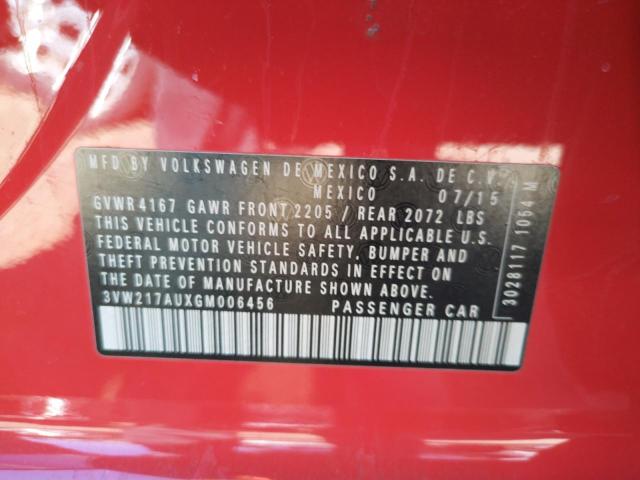 MFD BY VOLKSWAGEN DE MEXICO S.A. DE C.V.
MEXICO 07/15
GVWR 4167 GAWR FRONT 2205 / REAR 2072 LBS
THIS VEHICLE CONFORMS TO ALL APPLICABLE U.S.
FEDERAL MOTOR VEHICLE SAFETY, BUMPER AND
THEFT PREVENTION STANDARDS IN EFFECT ON
THE DATE OF MANUFACTURE SHOWN ABOVE.
3VW217AUXGM006456 PASSENGER CAR
3028117 1054 M